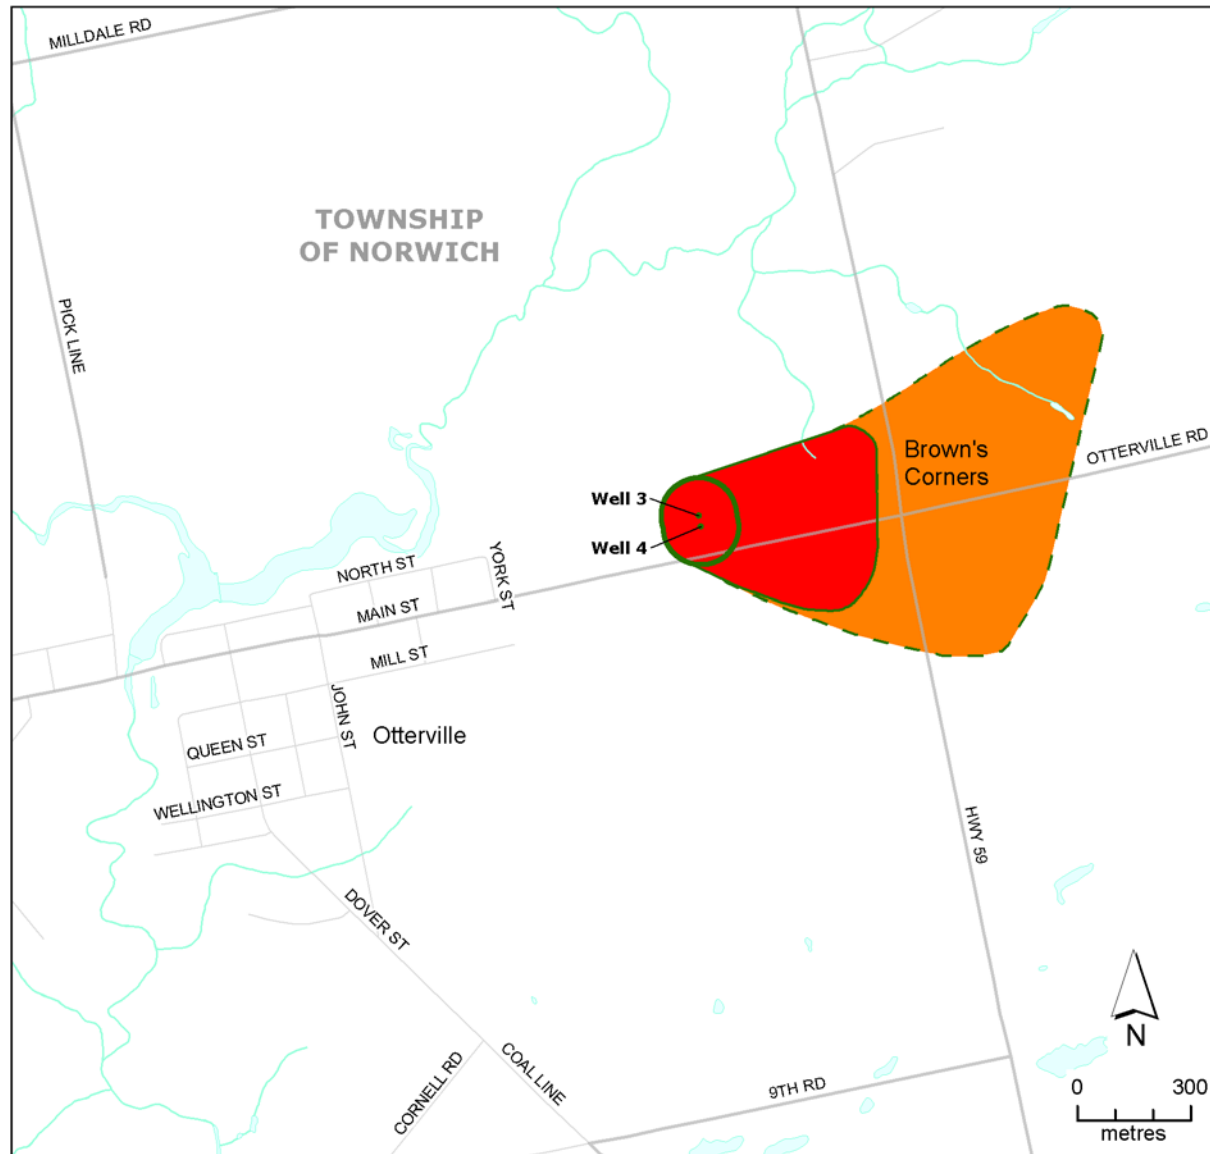 MILLDALE RD
TOWNSHIP
OF NORWICH
PICK LINE
Brown's
Corners
OTTERVILLE RD
Well 3
Well 4
NORTH ST
YORK ST
MAIN ST
MILL ST
JOHN ST
Otterville
QUEEN ST
WELLINGTON ST
HWY 59
DOVER ST
COAL LINE
CORNELL RD
9TH RD
N
0 300
metres